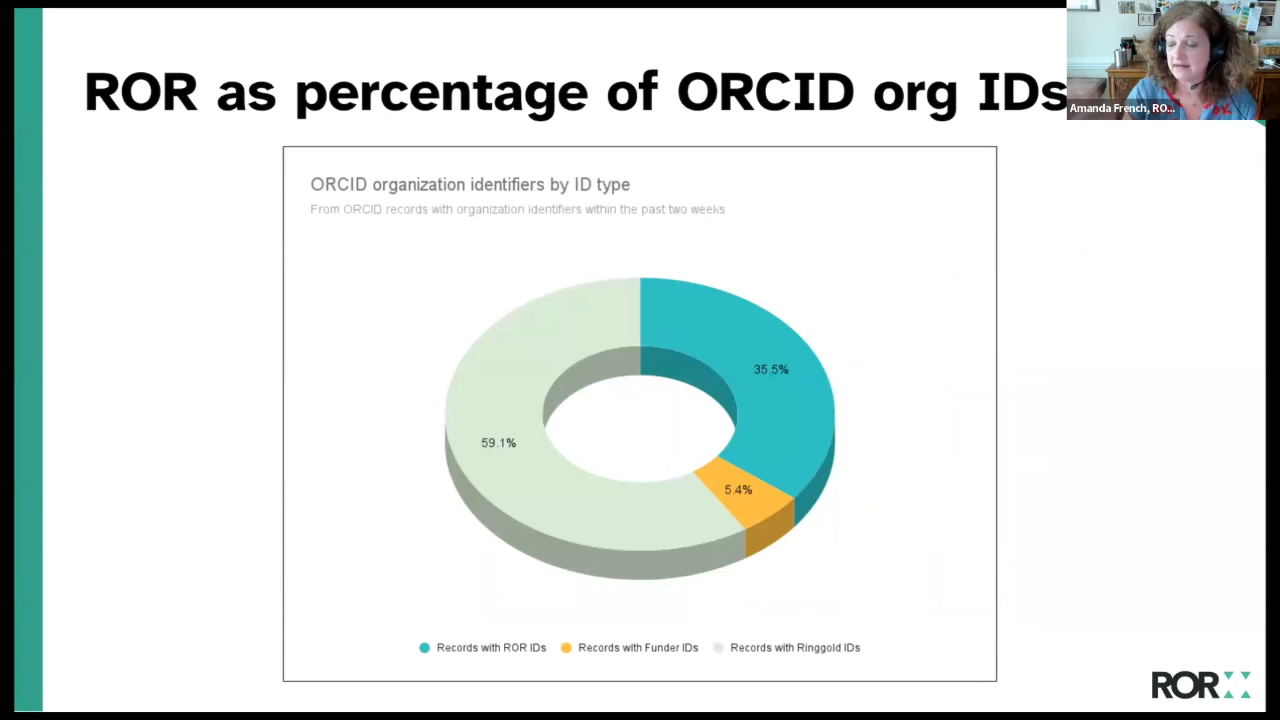 ROR as percentage of ORCID org IDs
Amanda French, RO...
ORCID organization identifiers by ID type
From ORCID records with organization identifiers within the past two weeks
35.5%
59.1%
5.4%
Records with ROR IDs
Records with Funder IDs
Records with Ringgold IDs
ROR